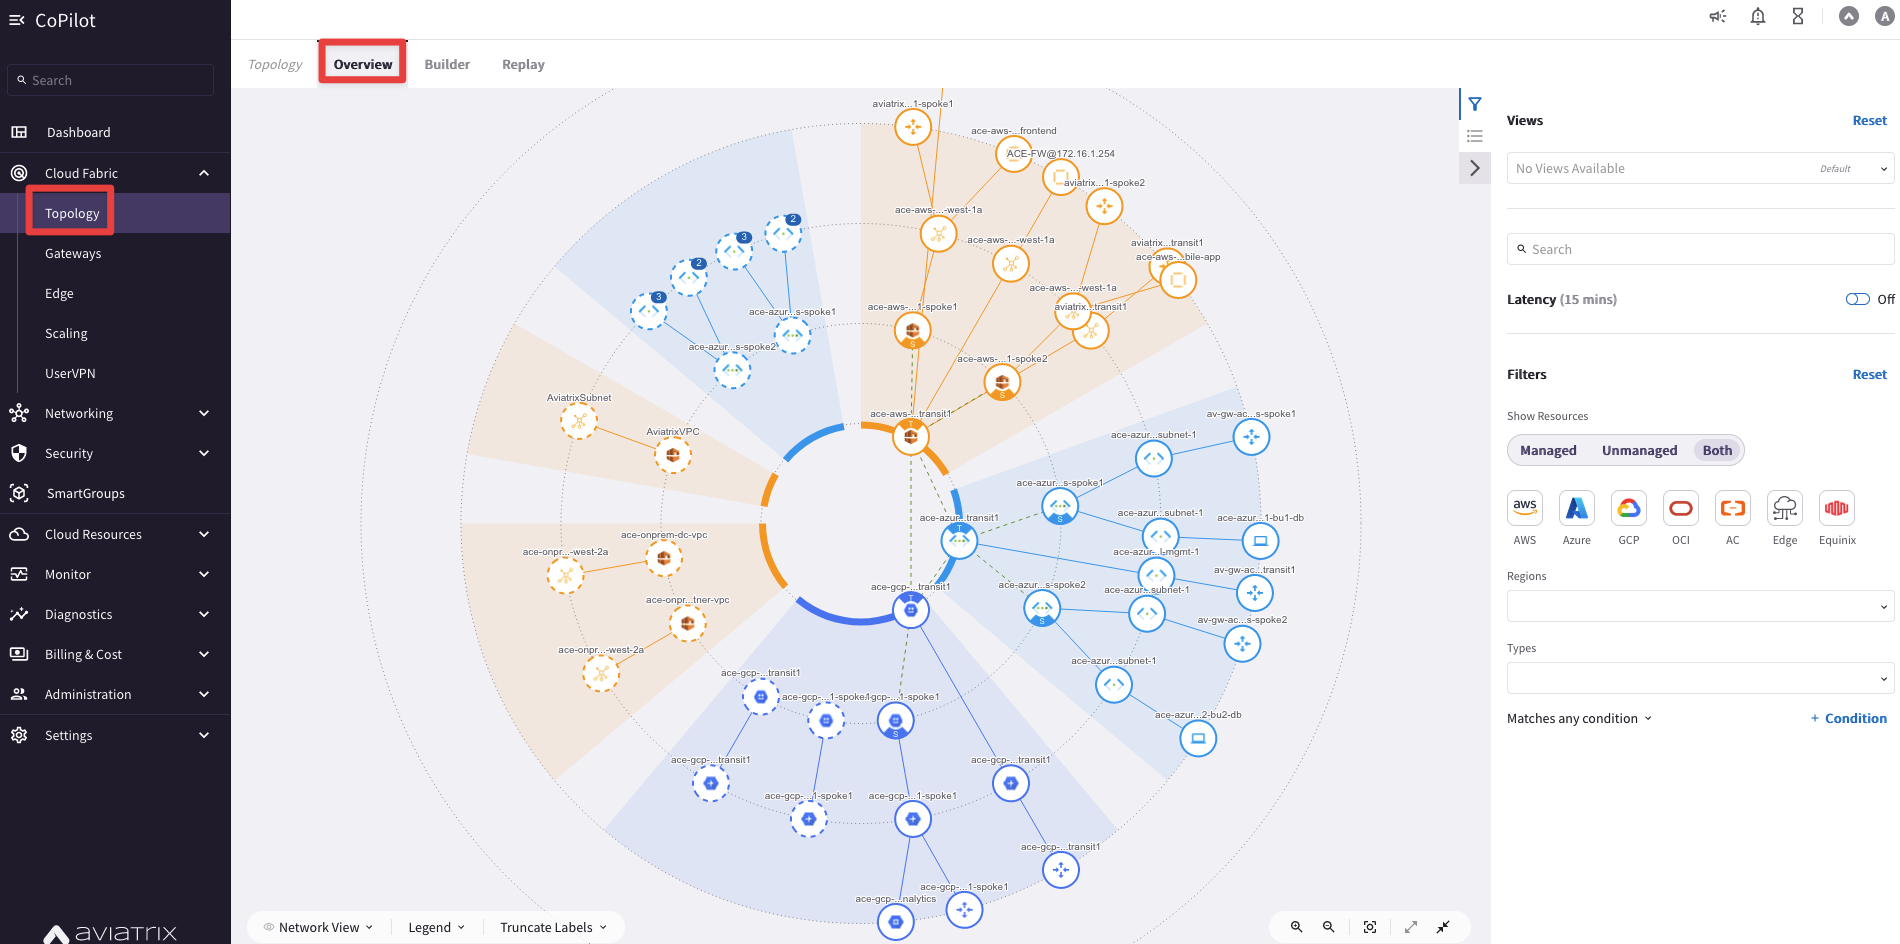 CoPilot
Search
Dashboard
Cloud Fabric
Topology
Gateways
Edge
Scaling
UserVPN
Networking
Security
SmartGroups
Cloud Resources
Monitor
Diagnostics
Billing & Cost
Administration
Settings
aviatrix
A
Topology
Overview
Builder
Replay
aviatrix...1-spoke1
ace-aws-...frontend
ACE-FW@172.16.1.254
aviatrix...1-spoke2
ace-aws-...-west-1a
ace-aws-...-west-1a
aviatrix...transit1
ace-aws-...bile-app
ace-aws-...-west-1a
aviatrix...transit1
ace-aws-...1-spoke1
S
ace-aws-...1-spoke2
S
ace-aws-...transit1
T
2
3
2
3
ace-azur...s-spoke1
ace-azur...s-spoke2
AviatrixSubnet
AviatrixVPC
ace-onprem-dc-vpc
ace-onpr...-west-2a
ace-onpr...tner-vpc
ace-onpr...-west-2a
av-gw-ac...s-spoke1
ace-azur...subnet-1
ace-azur...s-spoke1
S
ace-azur...transit1
T
ace-azur...subnet-1
ace-azur...1-bu1-db
ace-azur...t-mgmt-1
av-gw-ac...transit1
ace-azur...s-spoke2
S
ace-azur...subnet-1
av-gw-ac...s-spoke2
ace-azur...subnet-1
ace-azur...2-bu2-db
ace-gcp-...transit1
T
ace-gcp-...transit1
ace-gcp-...1-spoke1
gcp-...1-spoke1
S
ace-gcp-...transit1
ace-gcp-...transit1
ace-gcp-...1-spoke1
ace-gcp-...1-spoke1
ace-gcp-...transit1
ace-gcp-...1-spoke1
ace-gcp-...nalytics
Network View
Legend
Truncate Labels
Views
Reset
No Views Available
Default
Search
Latency (15 mins)
Off
Filters
Reset
Show Resources
Managed
Unmanaged
Both
aws
AWS
Azure
GCP
OCI
AC
Edge
Equinix
Regions
Types
Matches any condition
+ Condition